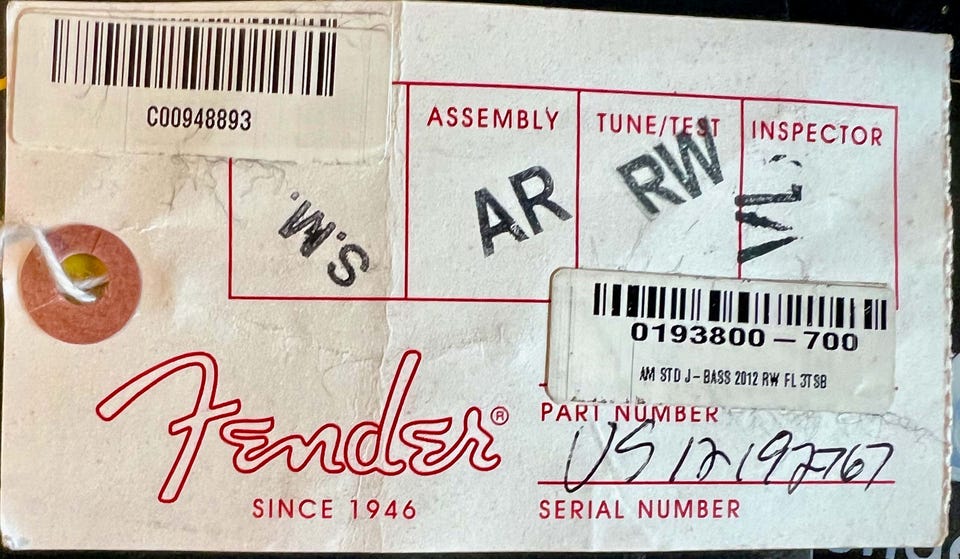 C00948893
ASSEMBLY TUNE/TEST INSPECTOR
S.M. AR RW
0193800-700
AM STD J-BASS 2012 RW FL 3TSB
Fender®
PART NUMBER
US 12192767
SINCE 1946 SERIAL NUMBER